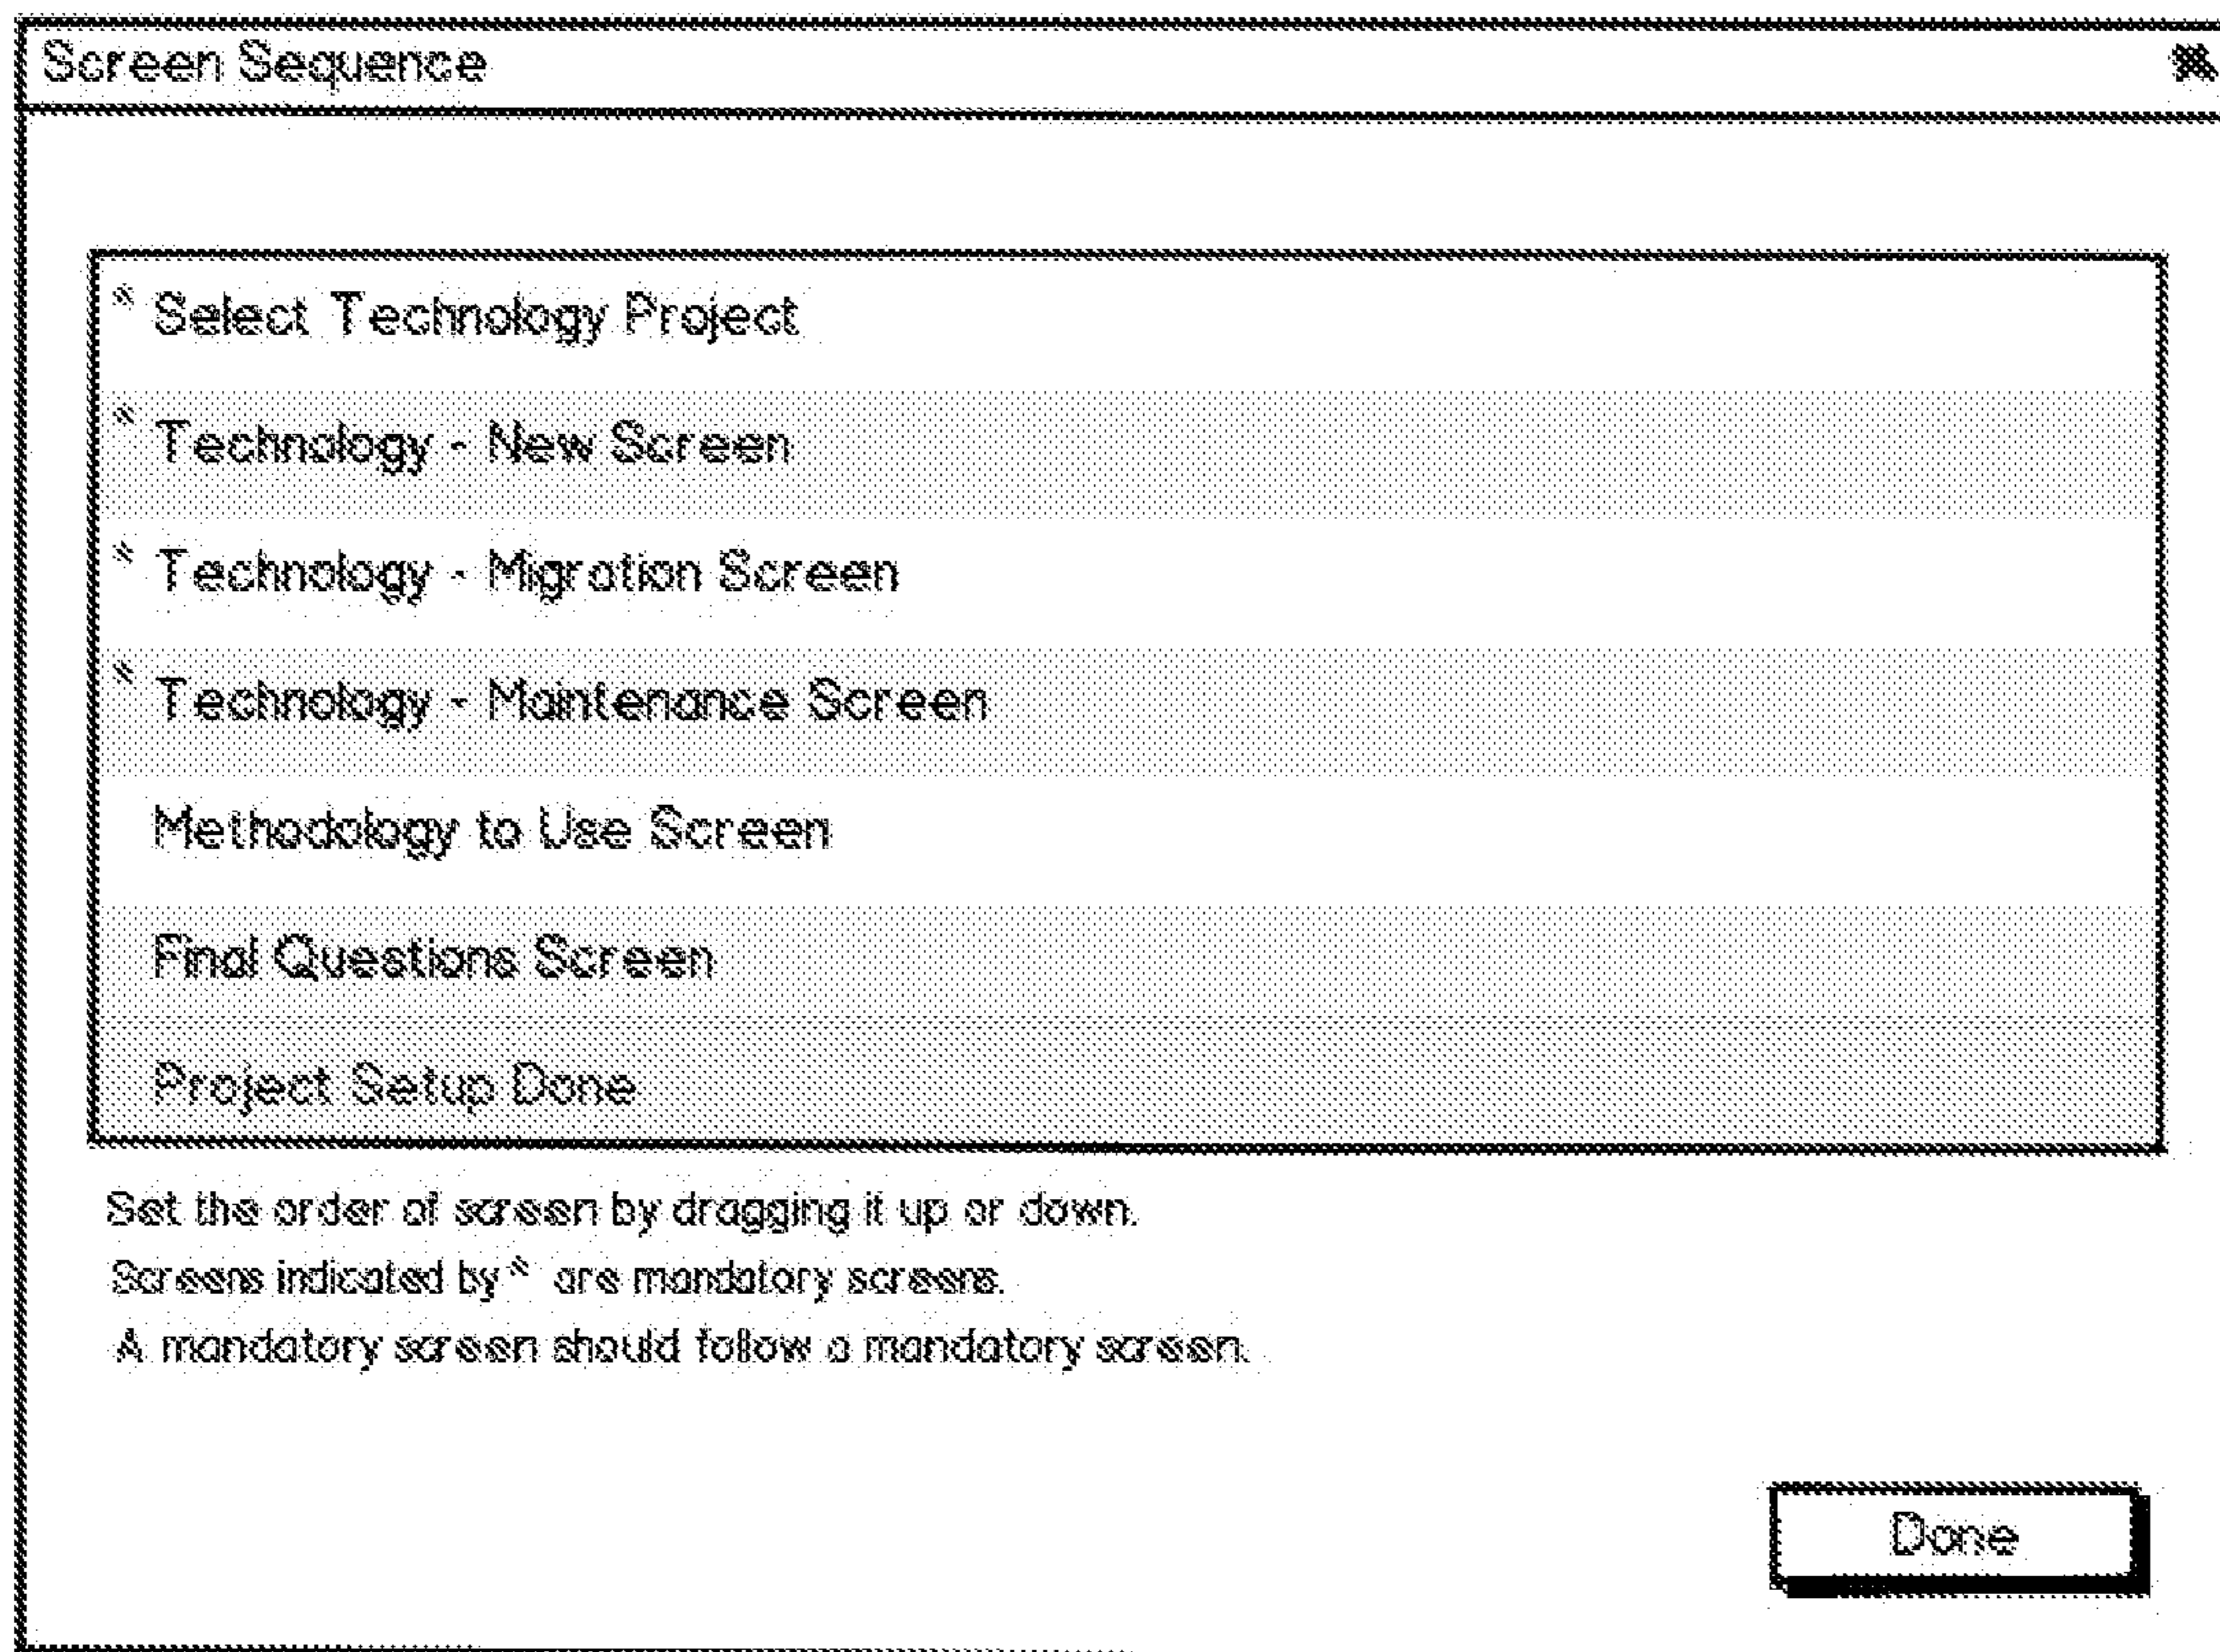 Screen Sequence
* Select Technology Project
* Technology - New Screen
* Technology - Migration Screen
* Technology - Maintenance Screen
Methodology to Use Screen
Final Questions Screen
Project Setup Done
Set the order of screen by dragging it up or down.
Screens indicated by * are mandatory screens.
A mandatory screen should follow a mandatory screen.
Done